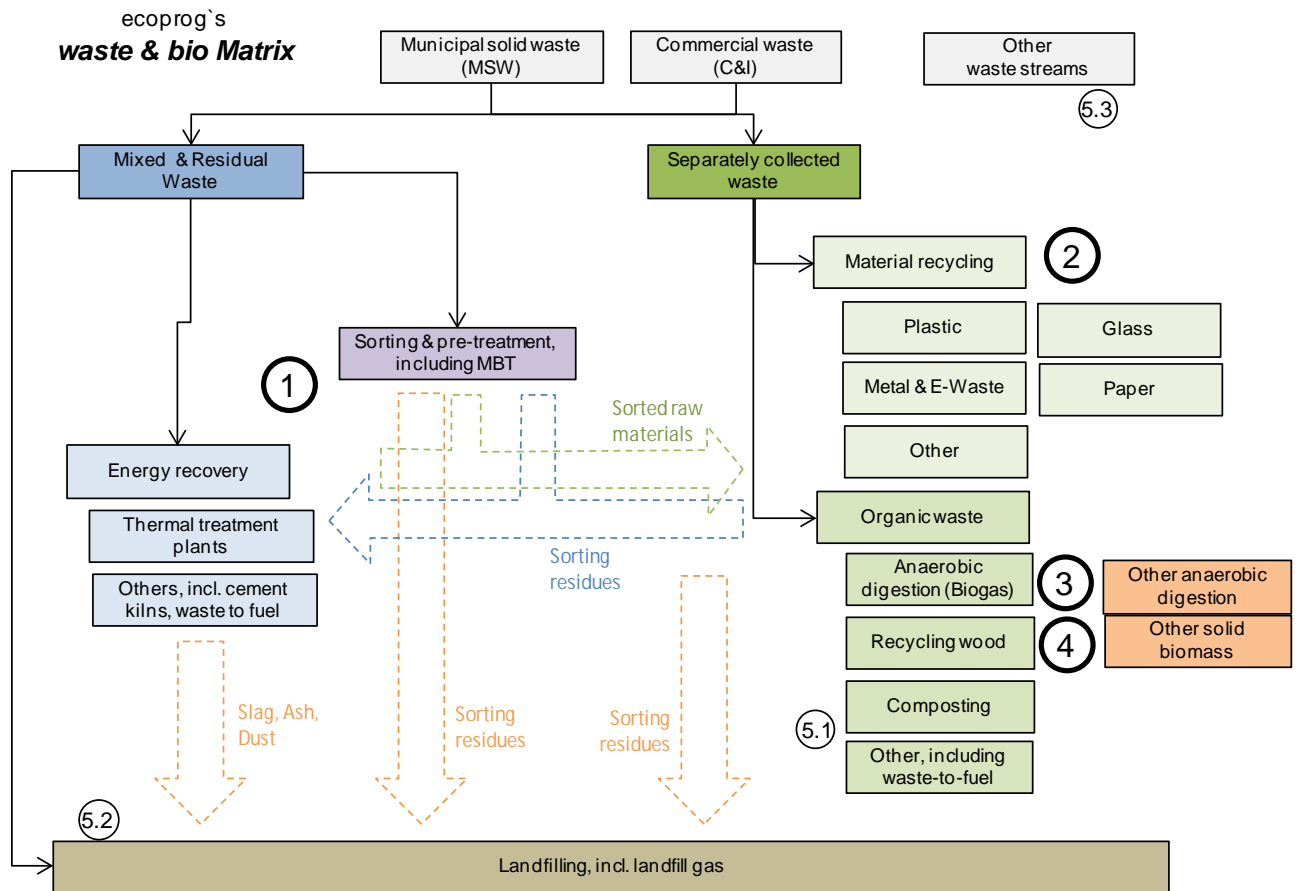 ecoprog`s
waste & bio Matrix
Municipal solid waste
(MSW)
Commercial waste
(C&I)
Other
waste streams
5.3
Mixed & Residual
Waste
Separately collected
waste
Material recycling
2
Plastic
Glass
Sorting & pre-treatment,
including MBT
1
Metal & E-Waste
Paper
Sorted raw
materials
Other
Energy recovery
Organic waste
Thermal treatment
plants
Sorting
residues
Anaerobic
digestion (Biogas)
3
Other anaerobic
digestion
Others, incl. cement
kilns, waste to fuel
Recycling wood
4
Other solid
biomass
Slag, Ash,
Dust
Sorting
residues
Sorting
residues
Composting
5.1
Other, including
waste-to-fuel
5.2
Landfilling, incl. landfill gas